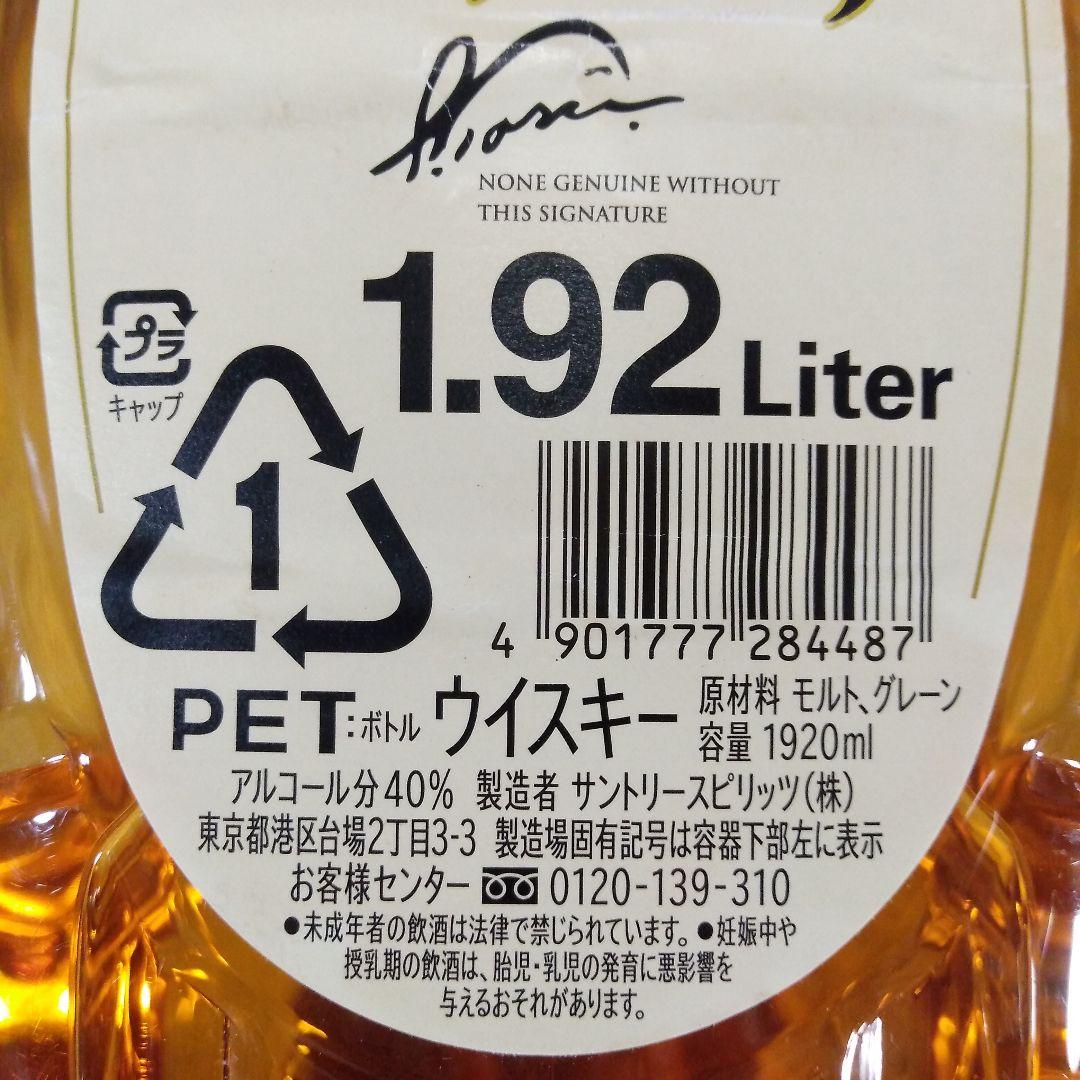 NONE GENUINE WITHOUT
THIS SIGNATURE
1.92 Liter
プラ
キャップ
1
4 901777 284487
PET:ボトル ウイスキー
原材料 モルト、グレーン
容量 1920ml
アルコール分40% 製造者 サントリースピリッツ(株)
東京都港区台場2丁目3-3 製造場固有記号は容器下部左に表示
お客様センター 0120-139-310
●未成年者の飲酒は法律で禁じられています。●妊娠中や
授乳期の飲酒は、胎児・乳児の発育に悪影響を
与えるおそれがあります。